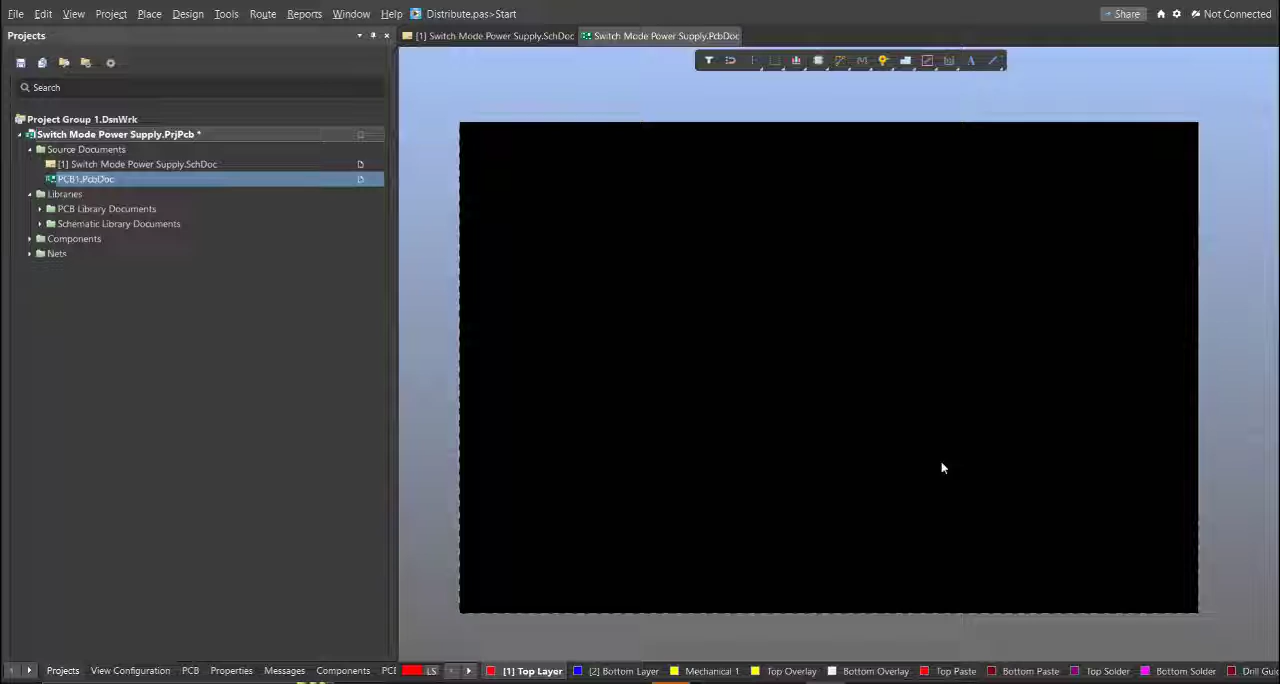 File Edit View Project Place Design Tools Route Reports Window Help Distribute.pas>Start Share Not Connected
Projects
[1] Switch Mode Power Supply.SchDoc Switch Mode Power Supply.PcbDoc
Search
Project Group 1.DsnWrk
Switch Mode Power Supply.PrjPcb *
Source Documents
[1] Switch Mode Power Supply.SchDoc
PCB1.PcbDoc
Libraries
PCB Library Documents
Schematic Library Documents
Components
Nets
Projects View Configuration PCB Properties Messages Components PCE LS [1] Top Layer [2] Bottom Layer Mechanical 1 Top Overlay Bottom Overlay Top Paste Bottom Paste Top Solder Bottom Solder Drill Gui